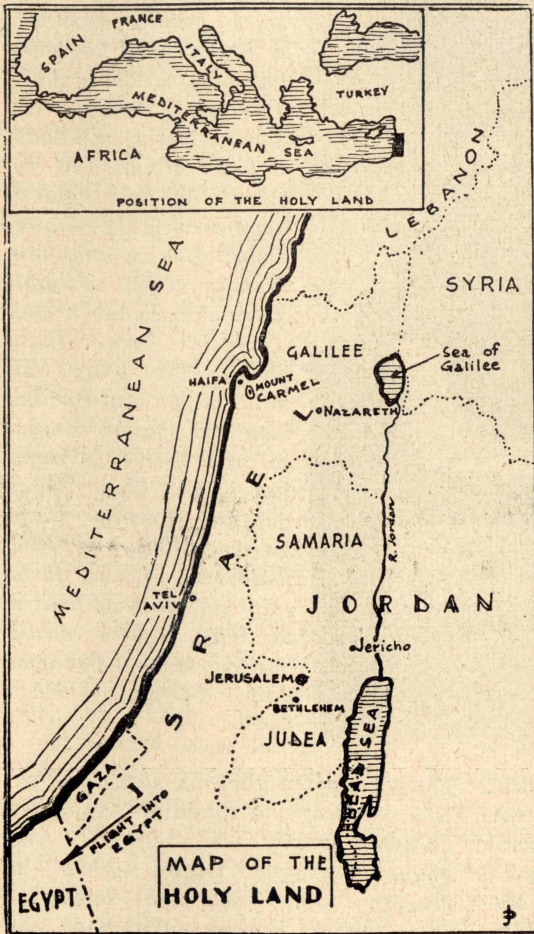 FRANCE
SPAIN
ITALY
TURKEY
MEDITERRANEAN SEA
AFRICA
POSITION OF THE HOLY LAND
MEDITERRANEAN SEA
LEBANON
SYRIA
GALILEE
Sea of
Galilee
HAIFA
MOUNT
CARMEL
NAZARETH
ISRAEL
SAMARIA
R. Jordan
TEL
AVIV
JORDAN
Jericho
JERUSALEM
BETHLEHEM
JUDEA
DEAD SEA
GAZA
FLIGHT INTO
EGYPT
EGYPT
MAP OF THE
HOLY LAND